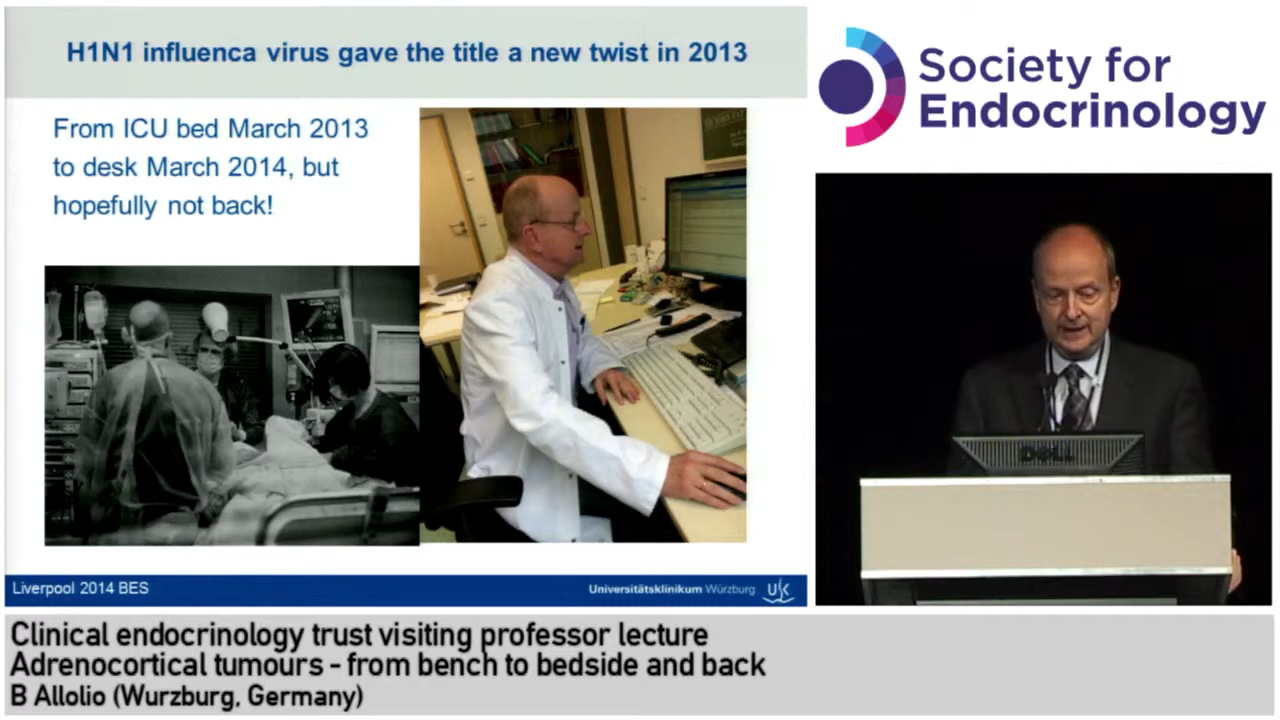 H1N1 influenca virus gave the title a new twist in 2013
From ICU bed March 2013
to desk March 2014, but
hopefully not back!
Liverpool 2014 BES
Universitätsklinikum Würzburg
UK
Society for
Endocrinology
DELL
Clinical endocrinology trust visiting professor lecture
Adrenocortical tumours - from bench to bedside and back
B Allolio (Wurzburg, Germany)